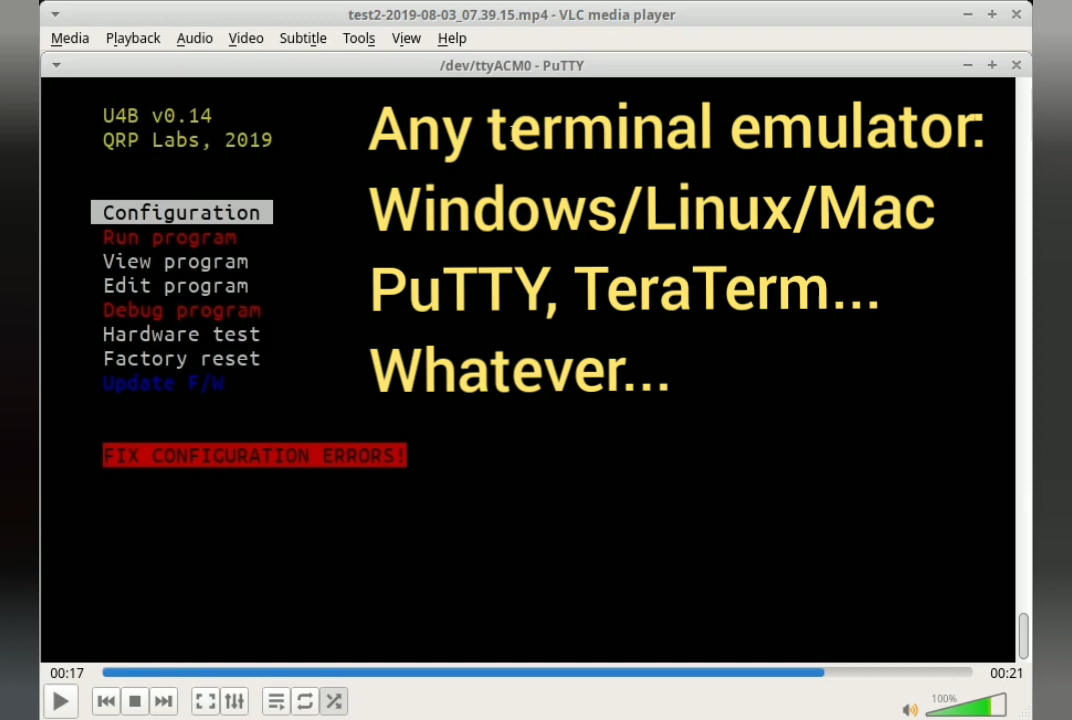 test2-2019-08-03_07.39.15.mp4 - VLC media player
Media Playback Audio Video Subtitle Tools View Help
/dev/ttyACM0 - PuTTY
U4B v0.14
QRP Labs, 2019
Any terminal emulator:
Windows/Linux/Mac
PuTTY, TeraTerm...
Whatever...
Configuration
Run program
View program
Edit program
Debug program
Hardware test
Factory reset
Update F/W
FIX CONFIGURATION ERRORS!
00:17
00:21
100%